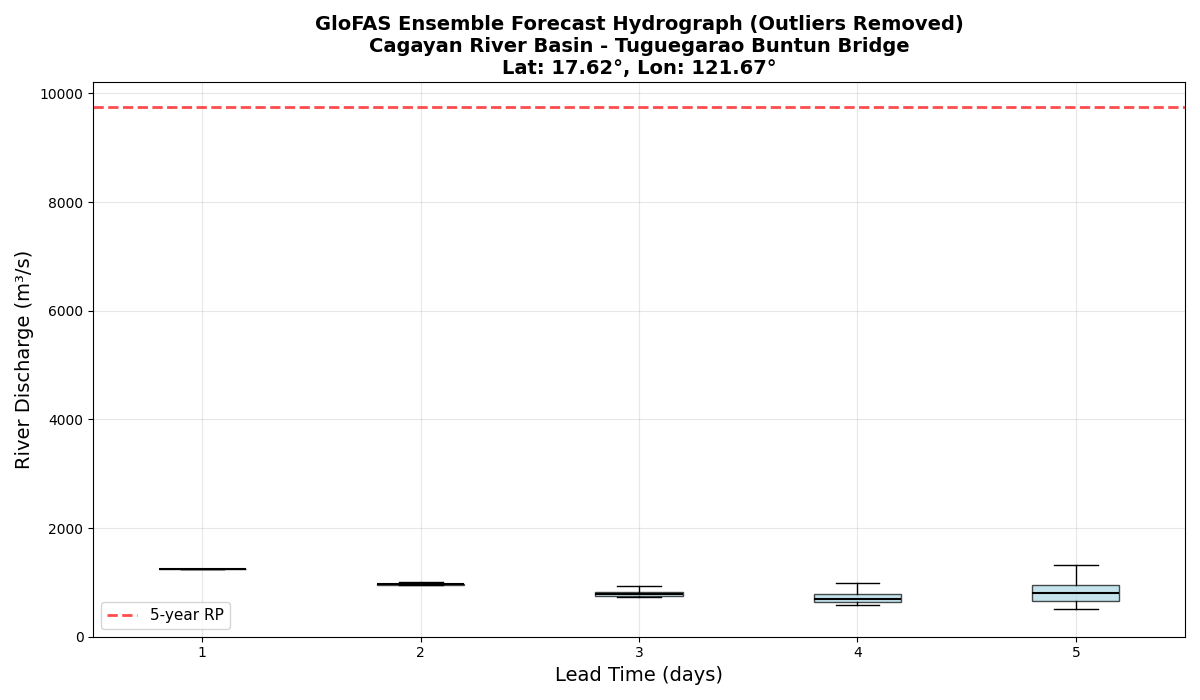 GloFAS Ensemble Forecast Hydrograph (Outliers Removed)
Cagayan River Basin - Tuguegarao Buntun Bridge
Lat: 17.62°, Lon: 121.67°
River Discharge (m³/s)
10000
8000
6000
4000
2000
0
5-year RP
1
2
3
4
5
Lead Time (days)